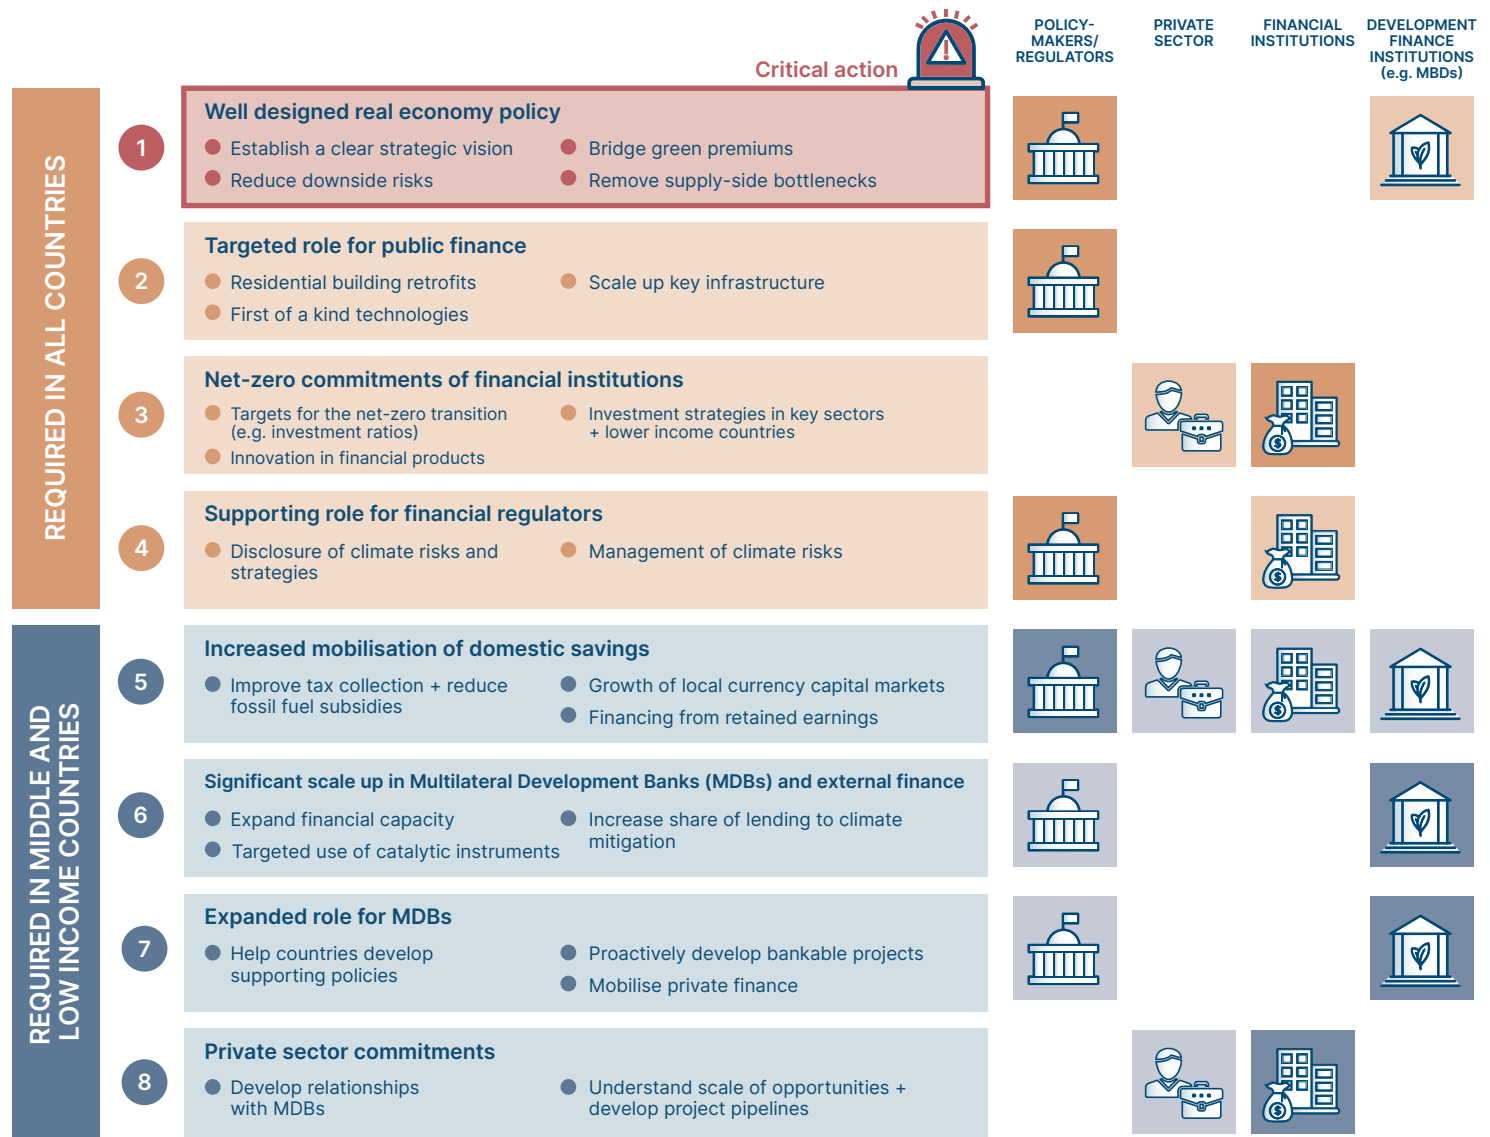 Critical action
POLICY-
MAKERS/
REGULATORS
PRIVATE
SECTOR
FINANCIAL
INSTITUTIONS
DEVELOPMENT
FINANCE
INSTITUTIONS
(e.g. MBDs)
REQUIRED IN ALL COUNTRIES
1
Well designed real economy policy
Establish a clear strategic vision
Reduce downside risks
Bridge green premiums
Remove supply-side bottlenecks
2
Targeted role for public finance
Residential building retrofits
First of a kind technologies
Scale up key infrastructure
3
Net-zero commitments of financial institutions
Targets for the net-zero transition
(e.g. investment ratios)
Innovation in financial products
Investment strategies in key sectors
+ lower income countries
$
4
Supporting role for financial regulators
Disclosure of climate risks and
strategies
Management of climate risks
$
REQUIRED IN MIDDLE AND
LOW INCOME COUNTRIES
5
Increased mobilisation of domestic savings
Improve tax collection + reduce
fossil fuel subsidies
Growth of local currency capital markets
Financing from retained earnings
$
6
Significant scale up in Multilateral Development Banks (MDBs) and external finance
Expand financial capacity
Targeted use of catalytic instruments
Increase share of lending to climate
mitigation
7
Expanded role for MDBs
Help countries develop
supporting policies
Proactively develop bankable projects
Mobilise private finance
8
Private sector commitments
Develop relationships
with MDBs
Understand scale of opportunities +
develop project pipelines
$